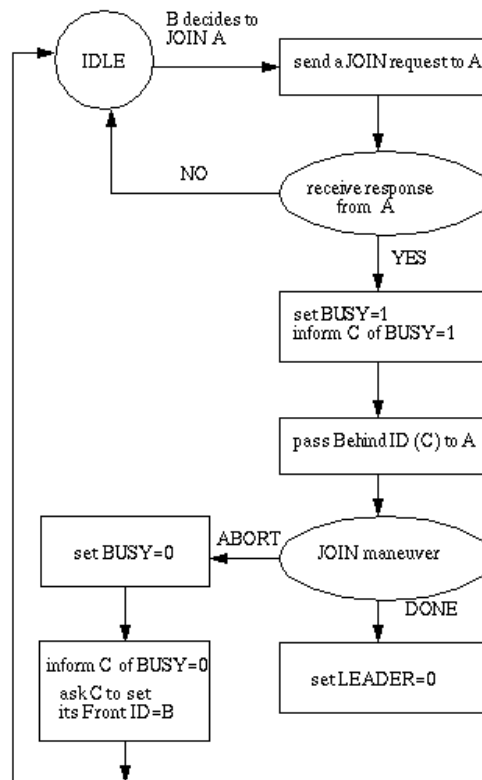 B decides to
JOIN A
IDLE
send a JOIN request to A
NO
receive response
from A
YES
set BUSY=1
inform C of BUSY=1
pass Behind ID (C) to A
ABORT
set BUSY=0
JOIN maneuver
DONE
inform C of BUSY=0
ask C to set
its Front ID=B
set LEADER=0